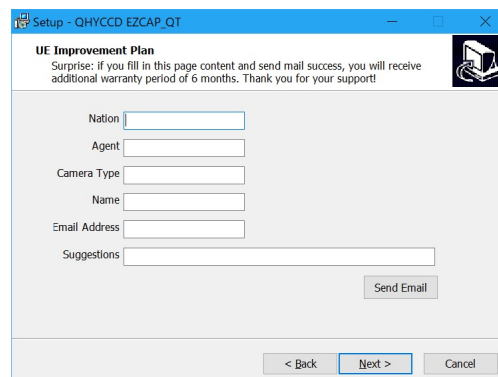 Setup - QHYCCD EZCAP_QT
UE Improvement Plan
Surprise: if you fill in this page content and send mail success, you will receive
additional warranty period of 6 months. Thank you for your support!
Nation
Agent
Camera Type
Name
Email Address
Suggestions
Send Email
< Back
Next >
Cancel